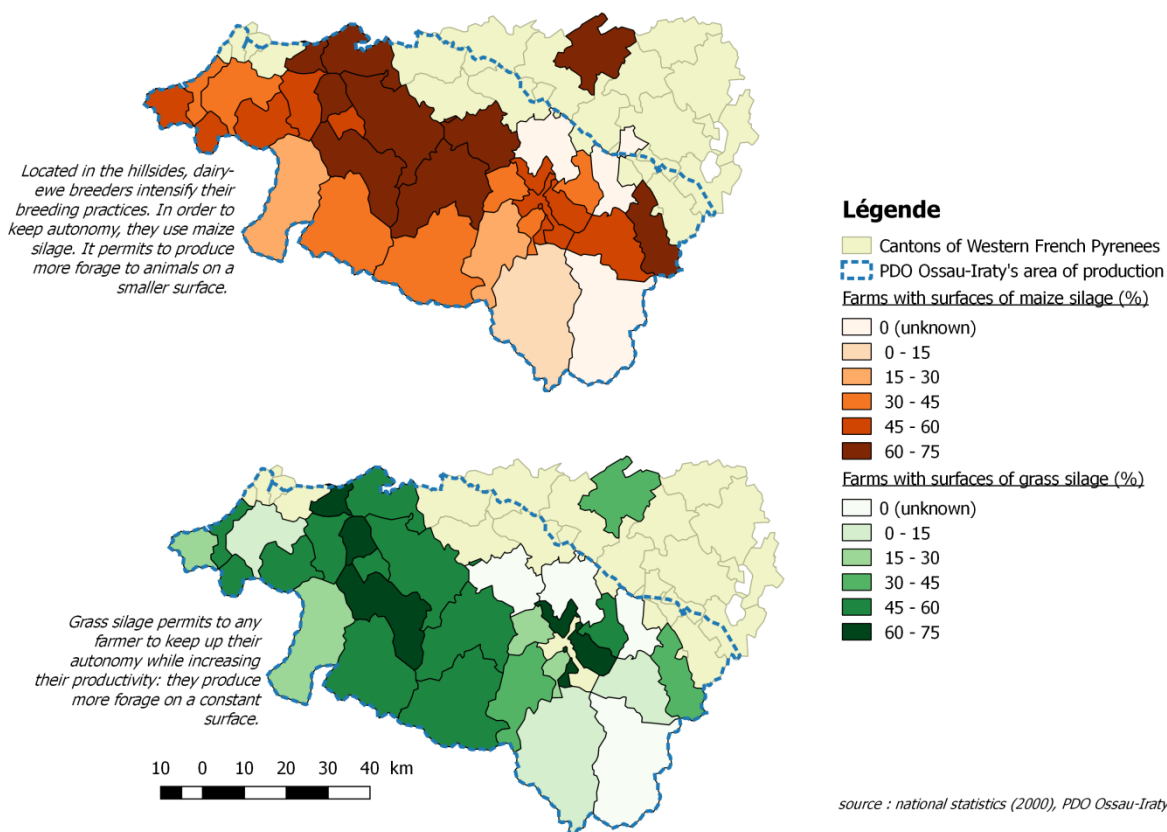 Located in the hillsides, dairy-
ewe breeders intensify their
breeding practices. In order to
keep autonomy, they use maize
silage. It permits to produce
more forage to animals on a
smaller surface.
Légende
Cantons of Western French Pyrenees
PDO Ossau-Iraty's area of production
Farms with surfaces of maize silage (%)
0 (unknown)
0 - 15
15 - 30
30 - 45
45 - 60
60 - 75
Farms with surfaces of grass silage (%)
0 (unknown)
0 - 15
15 - 30
30 - 45
45 - 60
60 - 75
Grass silage permits to any
farmer to keep up their
autonomy while increasing
their productivity: they produce
more forage on a constant
surface.
10 0 10 20 30 40 km
source : national statistics (2000), PDO Ossau-Iraty